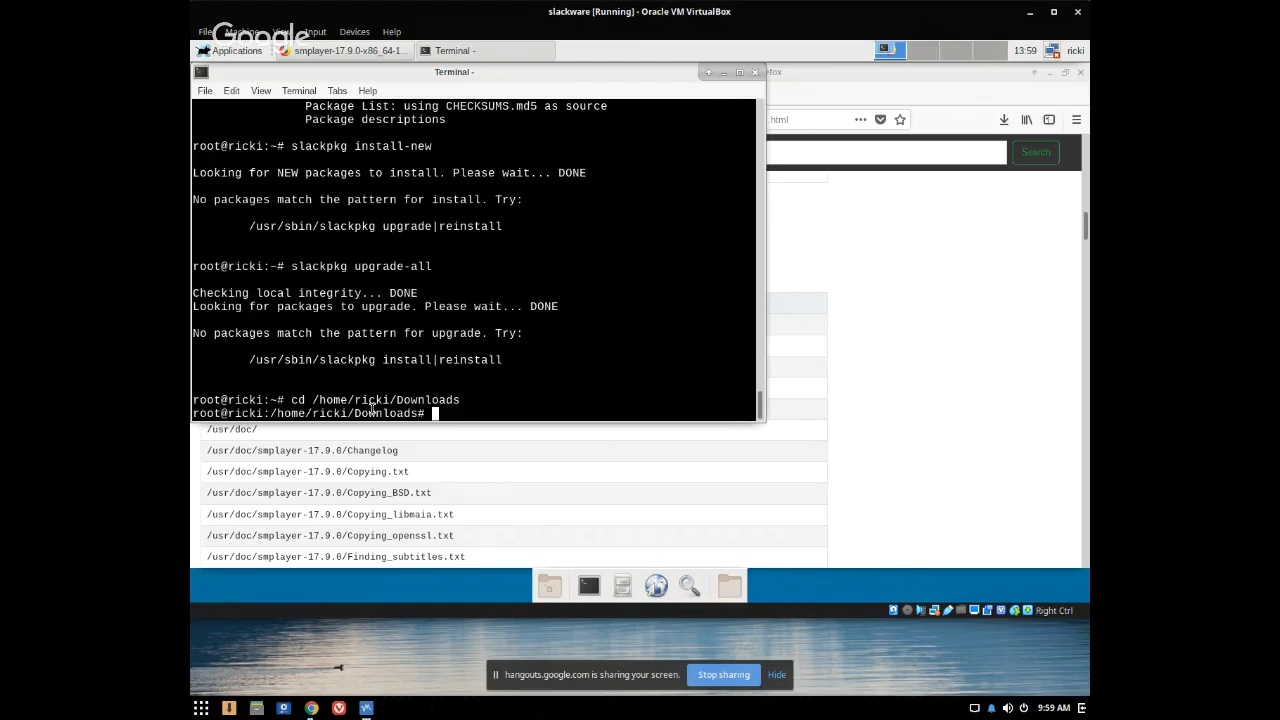 slackware [Running] - Oracle VM VirtualBox
Google
File Machine View Input Devices Help
Applications
smplayer-17.9.0-x86_64-1...
Terminal -
13:59
ricki
Terminal -
efox
File Edit View Terminal Tabs Help
.html
Search
Package List: using CHECKSUMS.md5 as source
Package descriptions
root@ricki:~# slackpkg install-new
Looking for NEW packages to install. Please wait... DONE
No packages match the pattern for install. Try:
/usr/sbin/slackpkg upgrade|reinstall
root@ricki:~# slackpkg upgrade-all
Checking local integrity... DONE
Looking for packages to upgrade. Please wait... DONE
No packages match the pattern for upgrade. Try:
/usr/sbin/slackpkg install|reinstall
root@ricki:~# cd /home/ricki/Downloads
root@ricki:/home/ricki/Downloads#
/usr/doc/
/usr/doc/smplayer-17.9.0/Changelog
/usr/doc/smplayer-17.9.0/Copying.txt
/usr/doc/smplayer-17.9.0/Copying_BSD.txt
/usr/doc/smplayer-17.9.0/Copying_libmaia.txt
/usr/doc/smplayer-17.9.0/Copying_openssl.txt
/usr/doc/smplayer-17.9.0/Finding_subtitles.txt
Right Ctrl
hangouts.google.com is sharing your screen.
Stop sharing
Hide
9:59 AM